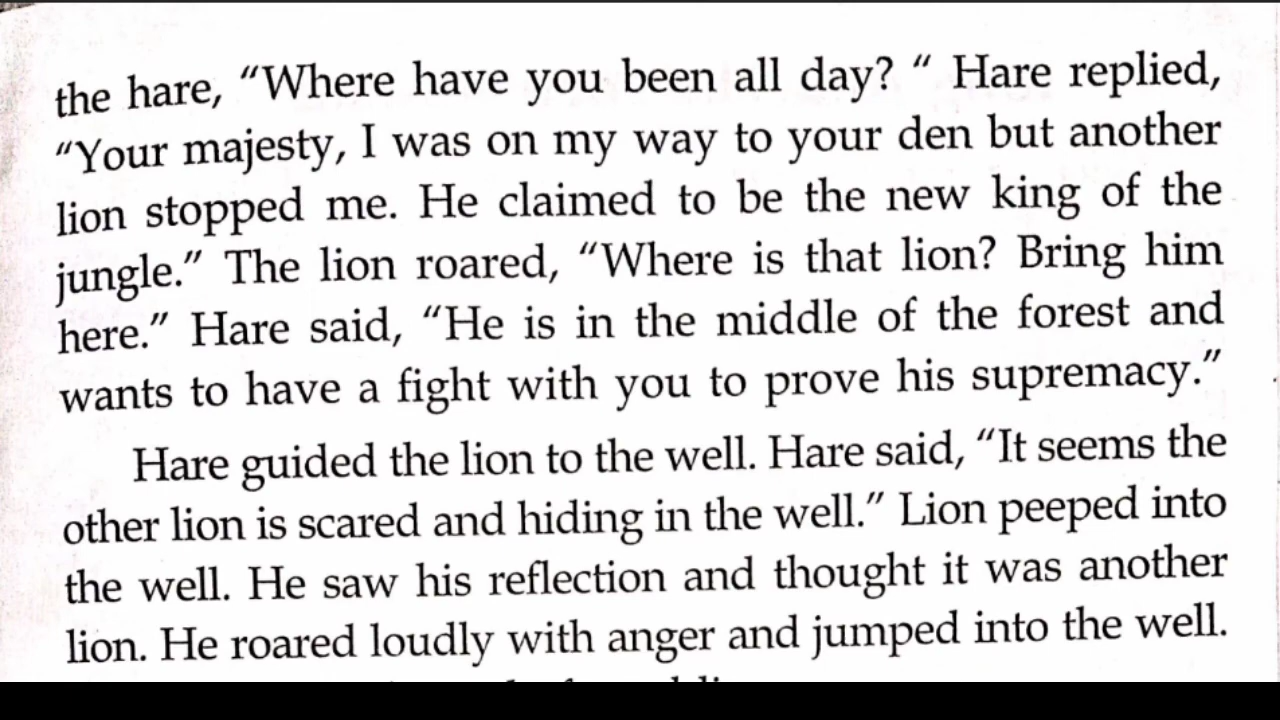 the hare, “Where have you been all day? “ Hare replied,
“Your majesty, I was on my way to your den but another
lion stopped me. He claimed to be the new king of the
jungle.” The lion roared, “Where is that lion? Bring him
here.” Hare said, “He is in the middle of the forest and
wants to have a fight with you to prove his supremacy.”
Hare guided the lion to the well. Hare said, “It seems the
other lion is scared and hiding in the well.” Lion peeped into
the well. He saw his reflection and thought it was another
lion. He roared loudly with anger and jumped into the well.